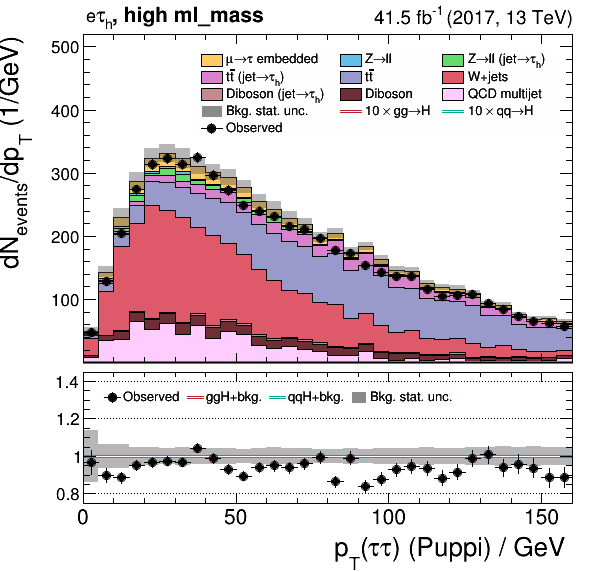 eτh, high ml_mass 41.5 fb⁻¹ (2017, 13 TeV)
dN_events/dp_T (1/GeV)
500
400
300
200
100
μ→τ embedded Z→ll Z→ll (jet→τh)
tt̄ (jet→τh) tt̄ W+jets
Diboson (jet→τh) Diboson QCD multijet
Bkg. stat. unc. 10 × gg→H 10 × qq→H
Observed
1.4
1.2
1
0.8
Observed ggH+bkg. qqH+bkg. Bkg. stat. unc.
0 50 100 150
p_T(ττ) (Puppi) / GeV